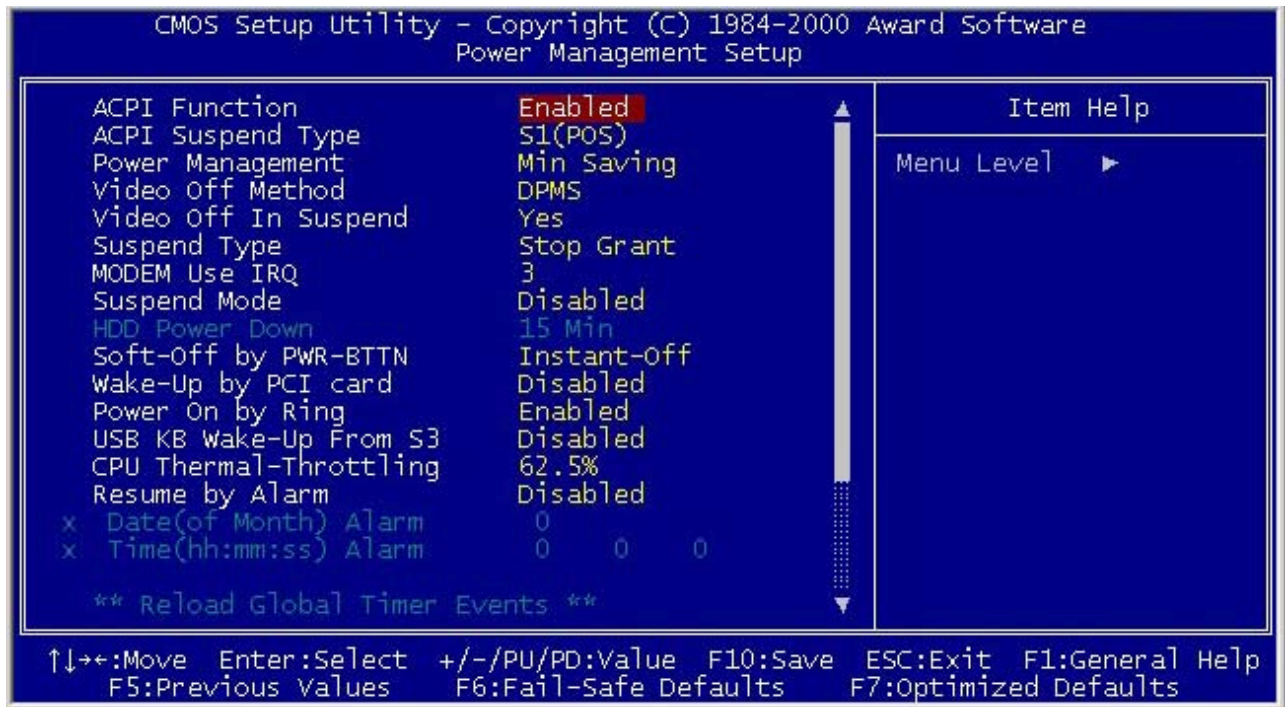 CMOS Setup Utility – Copyright (C) 1984–2000 Award Software
Power Management Setup
ACPI Function Enabled
ACPI Suspend Type S1(POS)
Power Management Min Saving
Video Off Method DPMS
Video Off In Suspend Yes
Suspend Type Stop Grant
MODEM Use IRQ 3
Suspend Mode Disabled
HDD Power Down 15 Min
Soft-Off by PWR-BTTN Instant-Off
Wake-Up by PCI card Disabled
Power On by Ring Enabled
USB KB Wake-Up From S3 Disabled
CPU Thermal-Throttling 62.5%
Resume by Alarm Disabled
x Date(of Month) Alarm 0
x Time(hh:mm:ss) Alarm 0 0 0
** Reload Global Timer Events **
Item Help
Menu Level ►
↑↓→←:Move Enter:Select +/-/PU/PD:Value F10:Save ESC:Exit F1:General Help
F5:Previous Values F6:Fail-Safe Defaults F7:Optimized Defaults